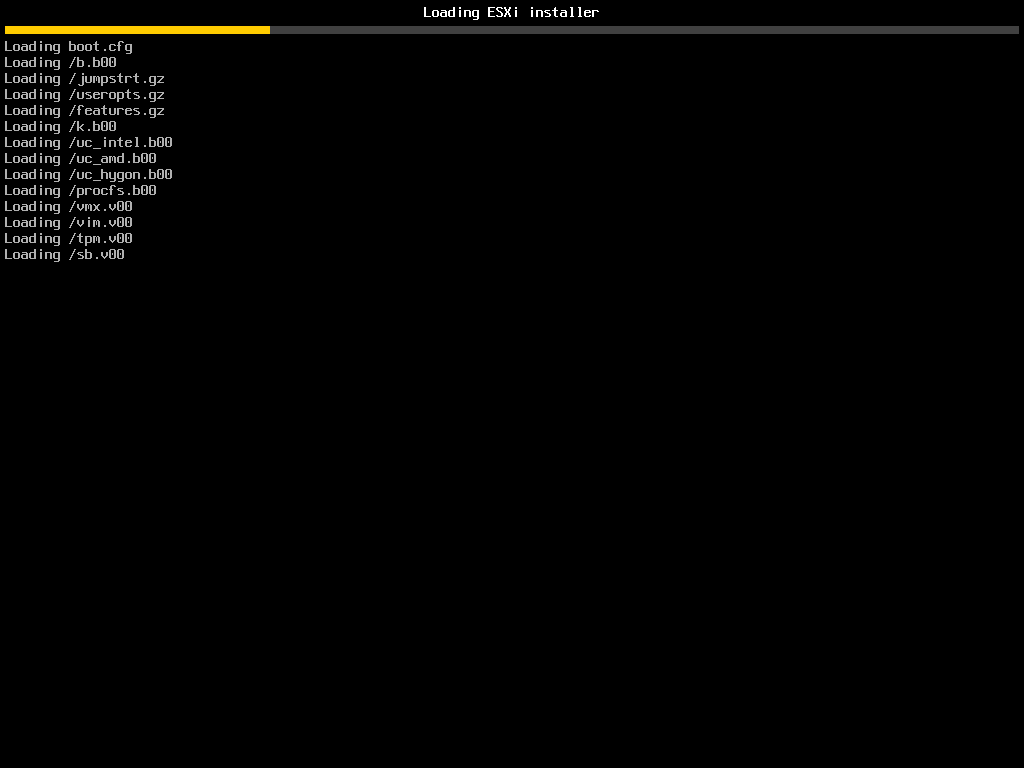 Loading ESXi installer
Loading boot.cfg
Loading /b.b00
Loading /jumpstrt.gz
Loading /useropts.gz
Loading /features.gz
Loading /k.b00
Loading /uc_intel.b00
Loading /uc_amd.b00
Loading /uc_hygon.b00
Loading /procfs.b00
Loading /vmx.v00
Loading /vim.v00
Loading /tpm.v00
Loading /sb.v00